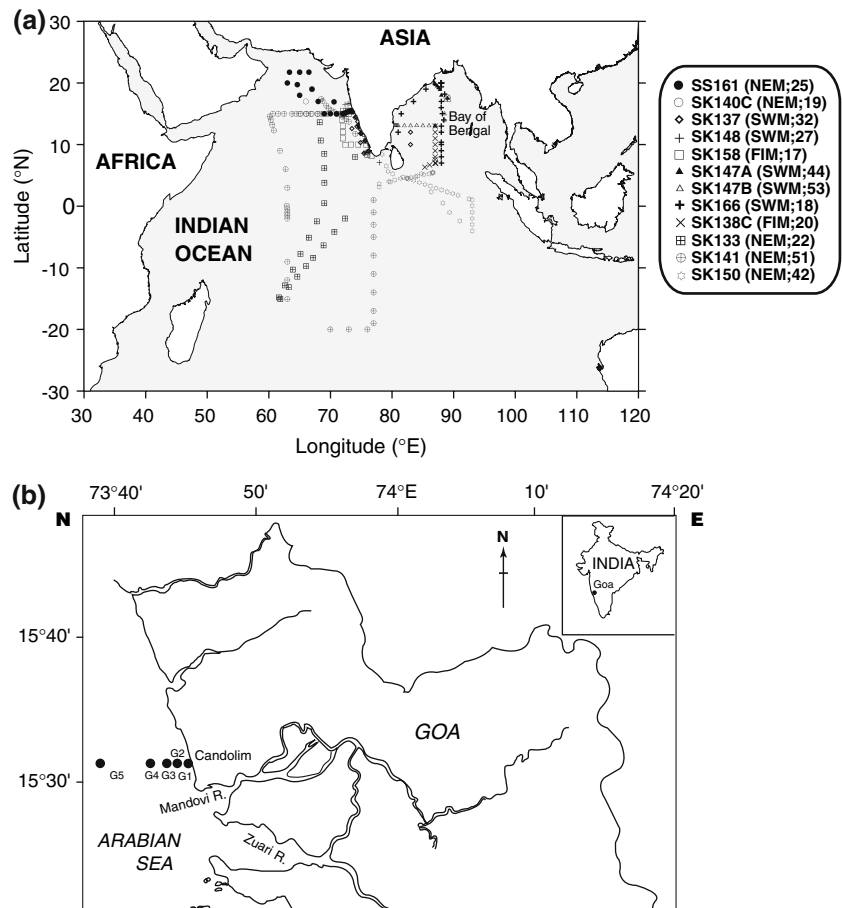 (a)
30
20
10
0
-10
-20
-30
Latitude (°N)
ASIA
AFRICA
INDIAN
OCEAN
Bay of
Bengal
30 40 50 60 70 80 90 100 110 120
Longitude (°E)
SS161 (NEM;25)
SK140C (NEM;19)
SK137 (SWM;32)
SK148 (SWM;27)
SK158 (FIM;17)
SK147A (SWM;44)
SK147B (SWM;53)
SK166 (SWM;18)
SK138C (FIM;20)
SK133 (NEM;22)
SK141 (NEM;51)
SK150 (NEM;42)
(b)
73°40' 50' 74°E 10' 74°20'
N E
N
INDIA
Goa
15°40'
GOA
G2 Candolim
G5 G4 G3 G1
15°30'
Mandovi R.
ARABIAN
SEA
Zuari R.